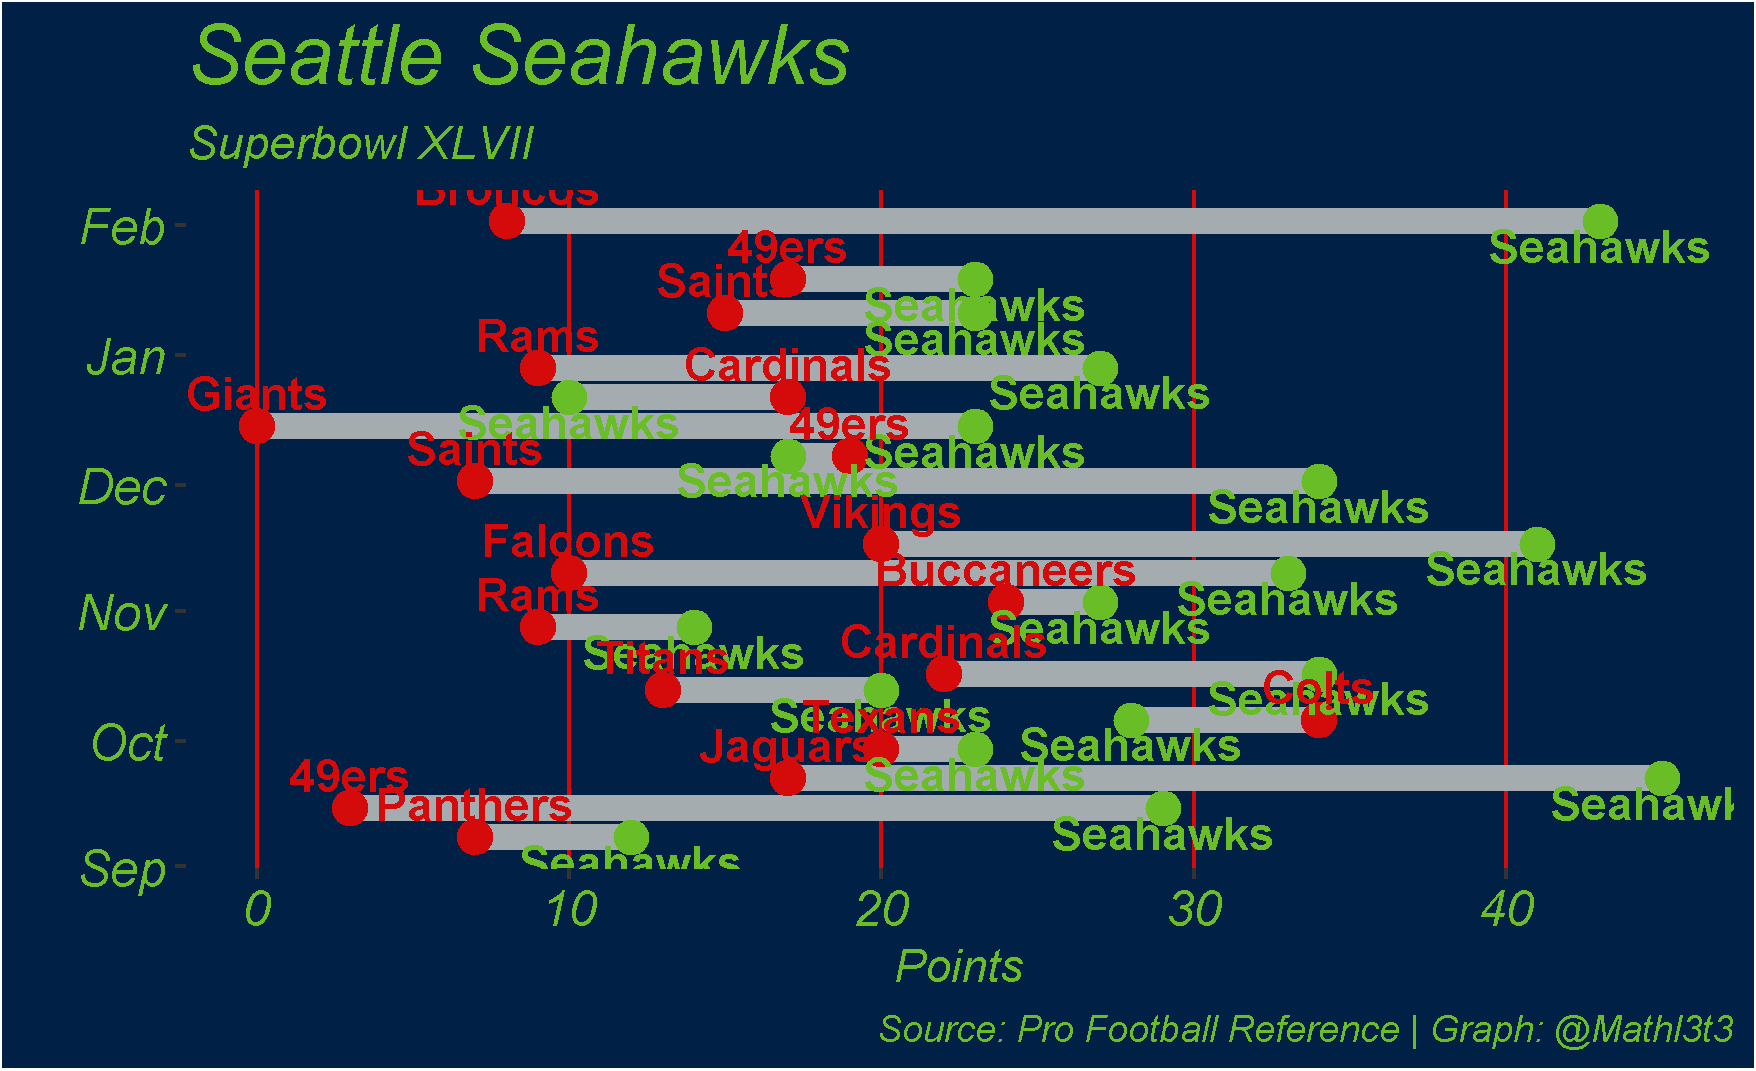 Seattle Seahawks
Superbowl XLVII
Broncos
Feb
Seahawks
49ers
Saints
Seahawks
Seahawks
Rams
Jan
Cardinals
Seahawks
Giants
Seahawks
49ers
Seahawks
Saints
Seahawks
Dec
Seahawks
Vikings
Falcons
Seahawks
Buccaneers
Rams
Seahawks
Nov
Seahawks
Cardinals
Seahawks
Titans
Colts
Seahawks
Seahawks
Texans
Oct
Seahawks
Jaguars
Seahawks
49ers
Panthers
Seahawk
Seahawks
Seahawks
Sep
0 10 20 30 40
Points
Source: Pro Football Reference | Graph: @Mathl3t3